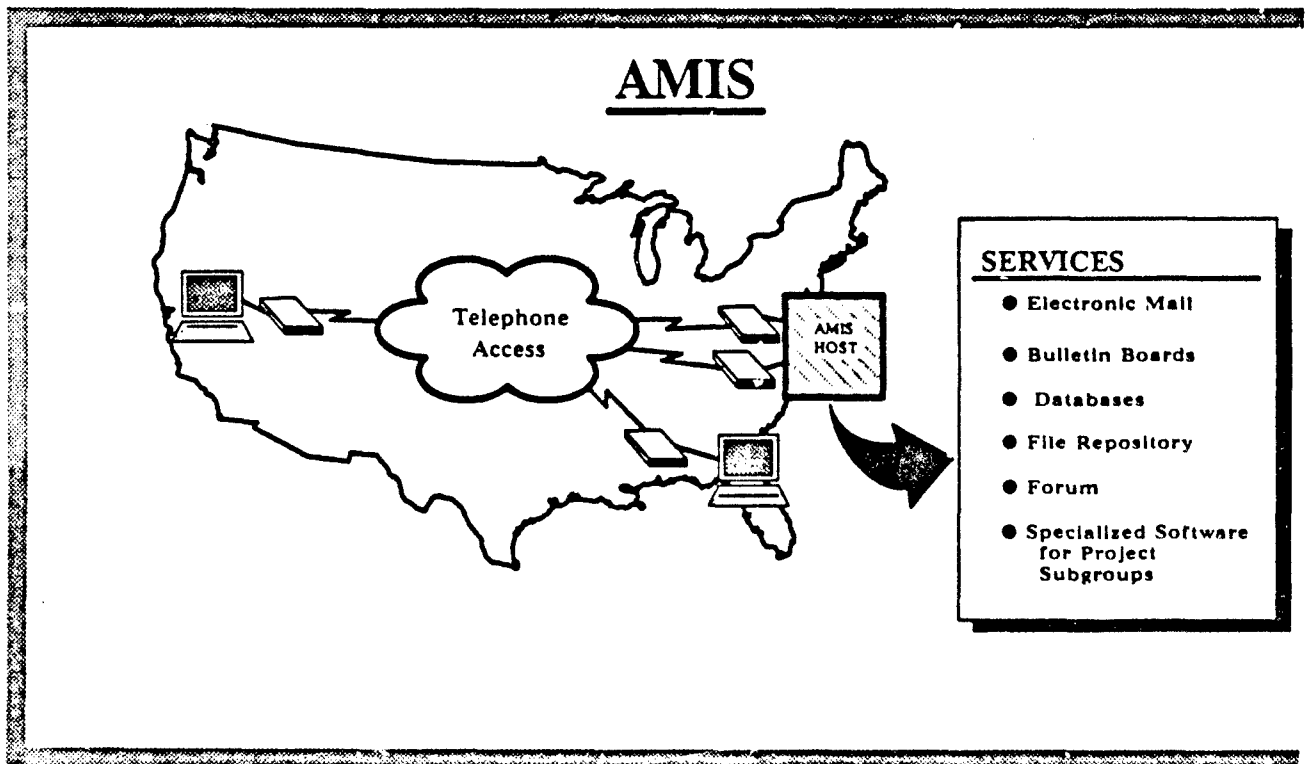 AMIS
Telephone
Access
AMIS
HOST
SERVICES
● Electronic Mail
● Bulletin Boards
● Databases
● File Repository
● Forum
● Specialized Software
for Project
Subgroups